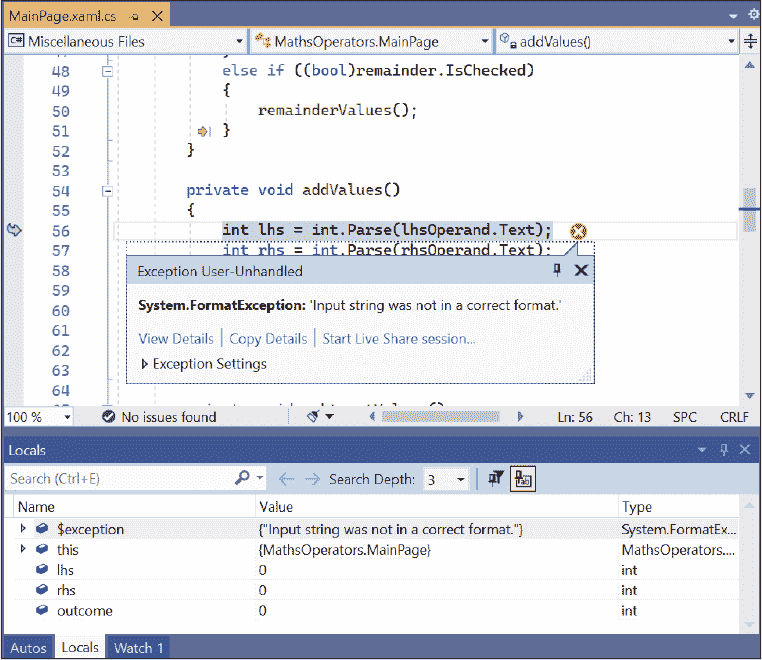 MainPage.xaml.cs
C# Miscellaneous Files MathsOperators.MainPage addValues()
48 else if ((bool)remainder.IsChecked)
49 {
50 remainderValues();
51 }
52 }
53
54 private void addValues()
55 {
56 int lhs = int.Parse(lhsOperand.Text);
57 int rhs = int.Parse(rhsOperand.Text);
58
59
60
61
62
63
64
Exception User-Unhandled
System.FormatException: 'Input string was not in a correct format.'
View Details | Copy Details | Start Live Share session...
Exception Settings
100 % No issues found Ln: 56 Ch: 13 SPC CRLF
Locals
Search (Ctrl+E) Search Depth: 3
Name Value Type
$exception {"Input string was not in a correct format."} System.FormatEx...
this {MathsOperators.MainPage} MathsOperators....
lhs 0 int
rhs 0 int
outcome 0 int
Autos Locals Watch 1